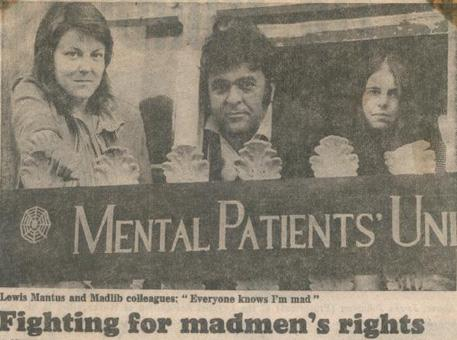 MENTAL PATIENTS' UNI
Lewis Mantus and Madlib colleagues: "Everyone knows I'm mad"
Fighting for madmen's rights